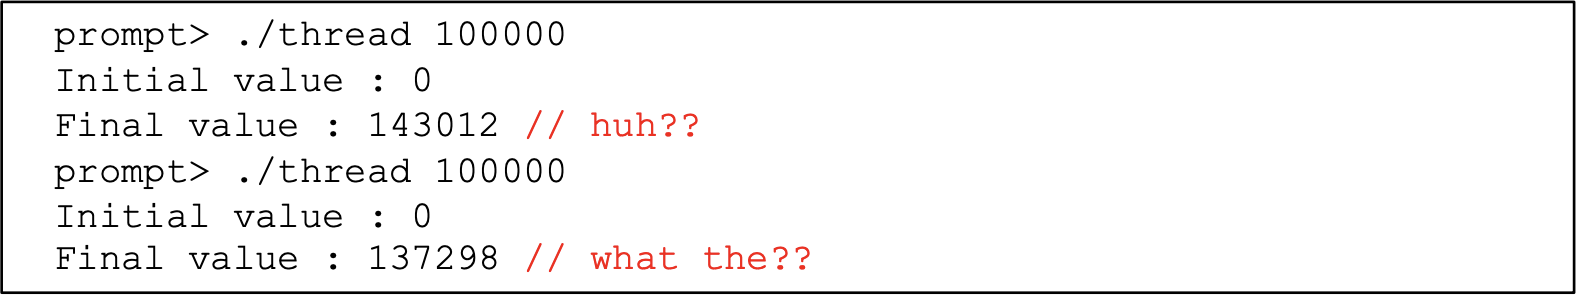 prompt> ./thread 100000
Initial value : 0
Final value : 143012 // huh??
prompt> ./thread 100000
Initial value : 0
Final value : 137298 // what the??